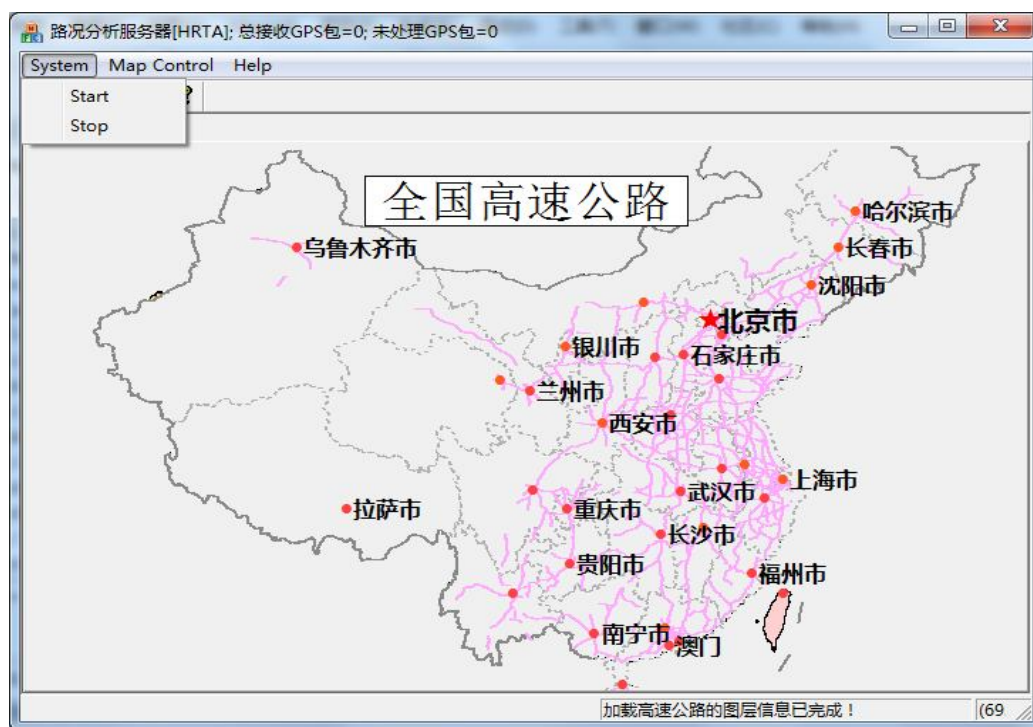 路况分析服务器[HRTA]; 总接收GPS包=0; 未处理GPS包=0
System Map Control Help
Start
Stop
全国高速公路
哈尔滨市
乌鲁木齐市
长春市
沈阳市
北京市
银川市
石家庄市
兰州市
西安市
上海市
武汉市
拉萨市
重庆市
长沙市
贵阳市
福州市
南宁市
澳门
加载高速公路的图层信息已完成！
(69